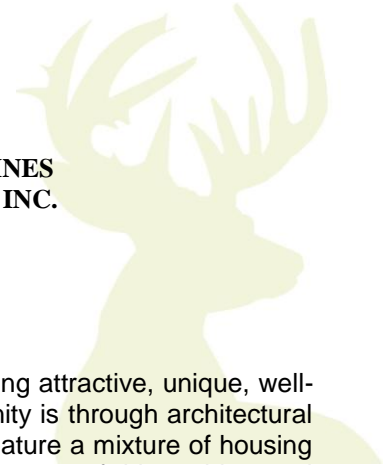 INES
INC.
ng attractive, unique, well-
nity is through architectural
ature a mixture of housing